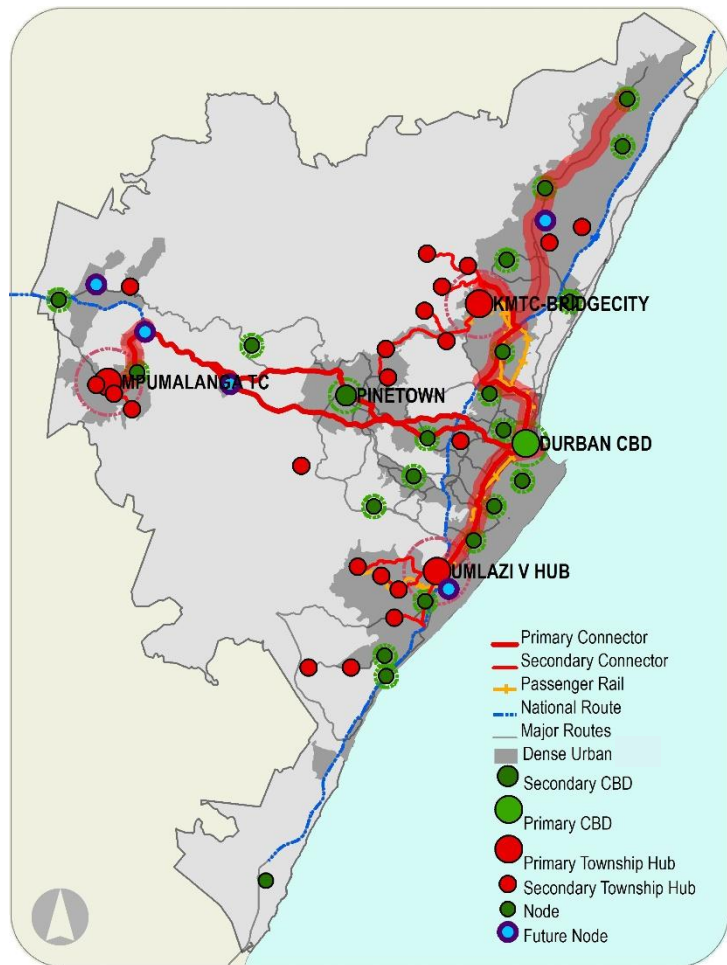 KMTC-BRIDGECITY
MPUMALANGA TC
PINETOWN
DURBAN CBD
UMLAZI V HUB
Primary Connector
Secondary Connector
Passenger Rail
National Route
Major Routes
Dense Urban
Secondary CBD
Primary CBD
Primary Township Hub
Secondary Township Hub
Node
Future Node